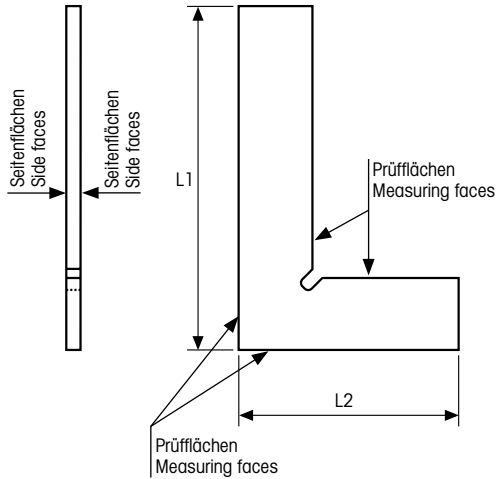 Seitenflächen
Side faces
Seitenflächen
Side faces
L1
Prüfflächen
Measuring faces
L2
Prüfflächen
Measuring faces